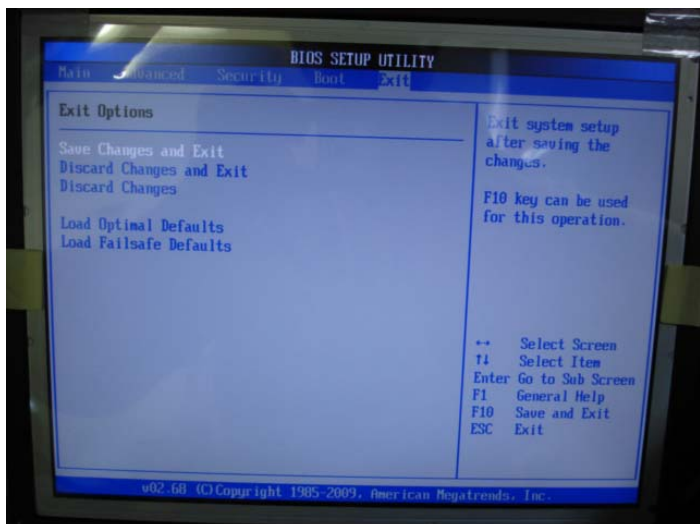 BIOS SETUP UTILITY
Main Advanced Security Boot Exit
Exit Options
Save Changes and Exit
Discard Changes and Exit
Discard Changes
Load Optimal Defaults
Load Failsafe Defaults
Exit system setup
after saving the
changes.
F10 key can be used
for this operation.
↔ Select Screen
↑↓ Select Item
Enter Go to Sub Screen
F1 General Help
F10 Save and Exit
ESC Exit
v02.68 (C)Copyright 1985-2009, American Megatrends, Inc.